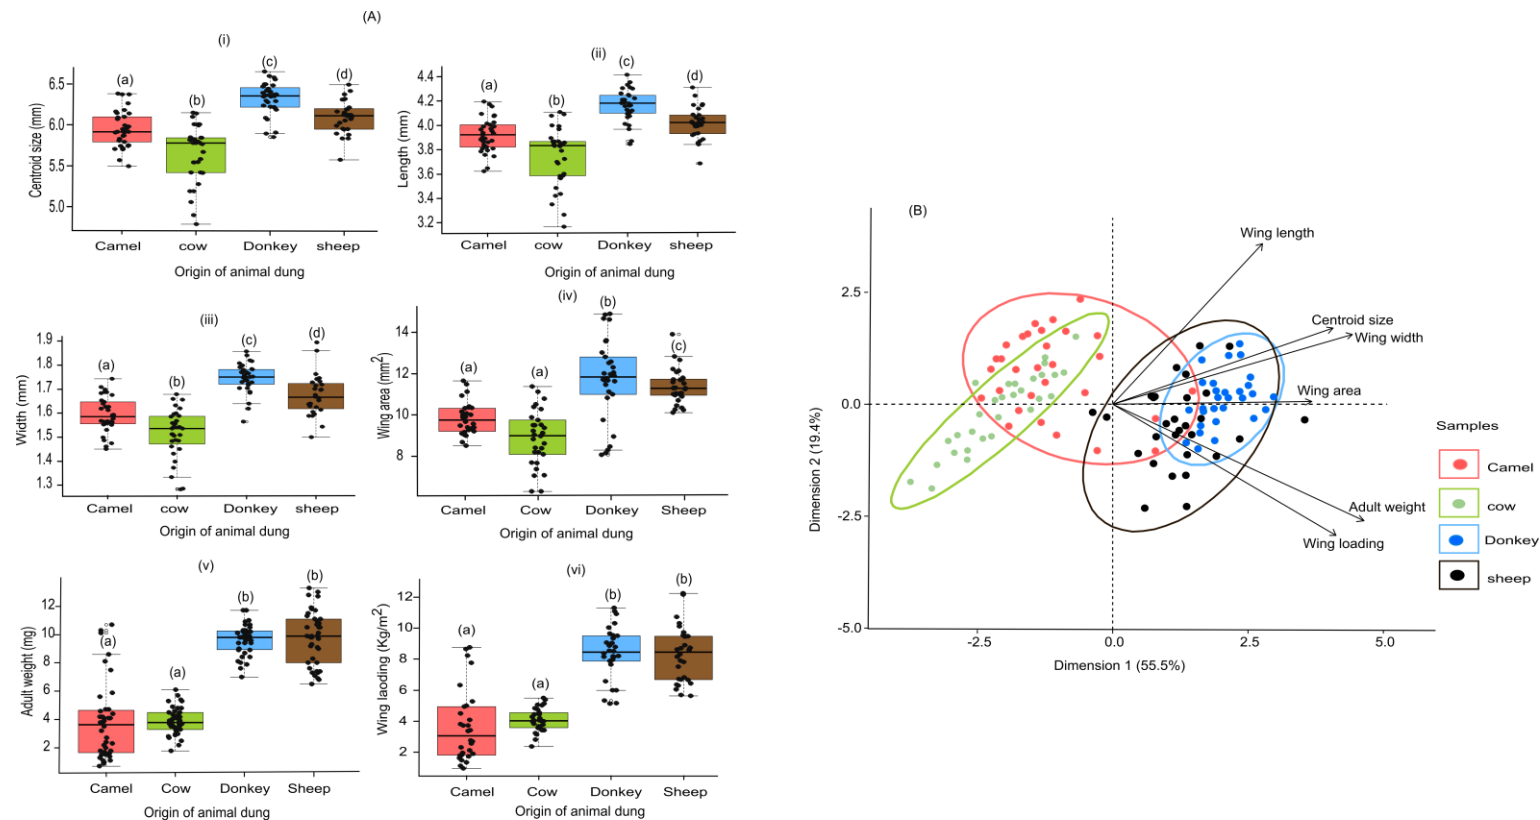 (A)
(i)
(a) (b) (c) (d)
Centroid size (mm)
6.5
6.0
5.5
5.0
Camel cow Donkey sheep
Origin of animal dung
(ii)
(a) (b) (c) (d)
Length (mm)
4.4
4.2
4.0
3.8
3.6
3.4
3.2
Camel cow Donkey sheep
Origin of animal dung
(iii)
(a) (b) (c) (d)
Width (mm)
1.9
1.8
1.7
1.6
1.5
1.4
1.3
Camel cow Donkey sheep
Origin of animal dung
(iv)
(a) (a) (b) (c)
Wing area (mm2)
14
12
10
8
Camel Cow Donkey Sheep
Origin of animal dung
(v)
(a) (a) (b) (b)
Adult weight (mg)
12
10
8
6
4
2
Camel Cow Donkey Sheep
Origin of animal dung
(vi)
(a) (a) (b) (b)
Wing laoding (Kg/m2)
12
10
8
6
4
2
Camel Cow Donkey Sheep
Origin of animal dung
(B)
Wing length
Centroid size
Wing width
Wing area
Adult weight
Wing loading
Dimension 2 (19.4%)
2.5
0.0
-2.5
-5.0
-2.5 0.0 2.5 5.0
Dimension 1 (55.5%)
Samples
Camel
cow
Donkey
sheep